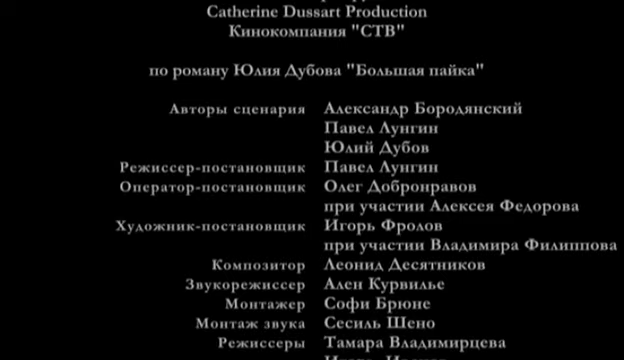 Catherine Dussart Production
Кинокомпания "СТВ"
по роману Юлия Дубова "Большая пайка"
Авторы сценария Александр Бородянский
Павел Лунгин
Юлий Дубов
Режиссер-постановщик Павел Лунгин
Оператор-постановщик Олег Добронравов
при участии Алексея Федорова
Художник-постановщик Игорь Фролов
при участии Владимира Филиппова
Композитор Леонид Десятников
Звукорежиссер Ален Курвилье
Монтажер Софи Брюне
Монтаж звука Сесиль Шено
Режиссеры Тамара Владимирцева